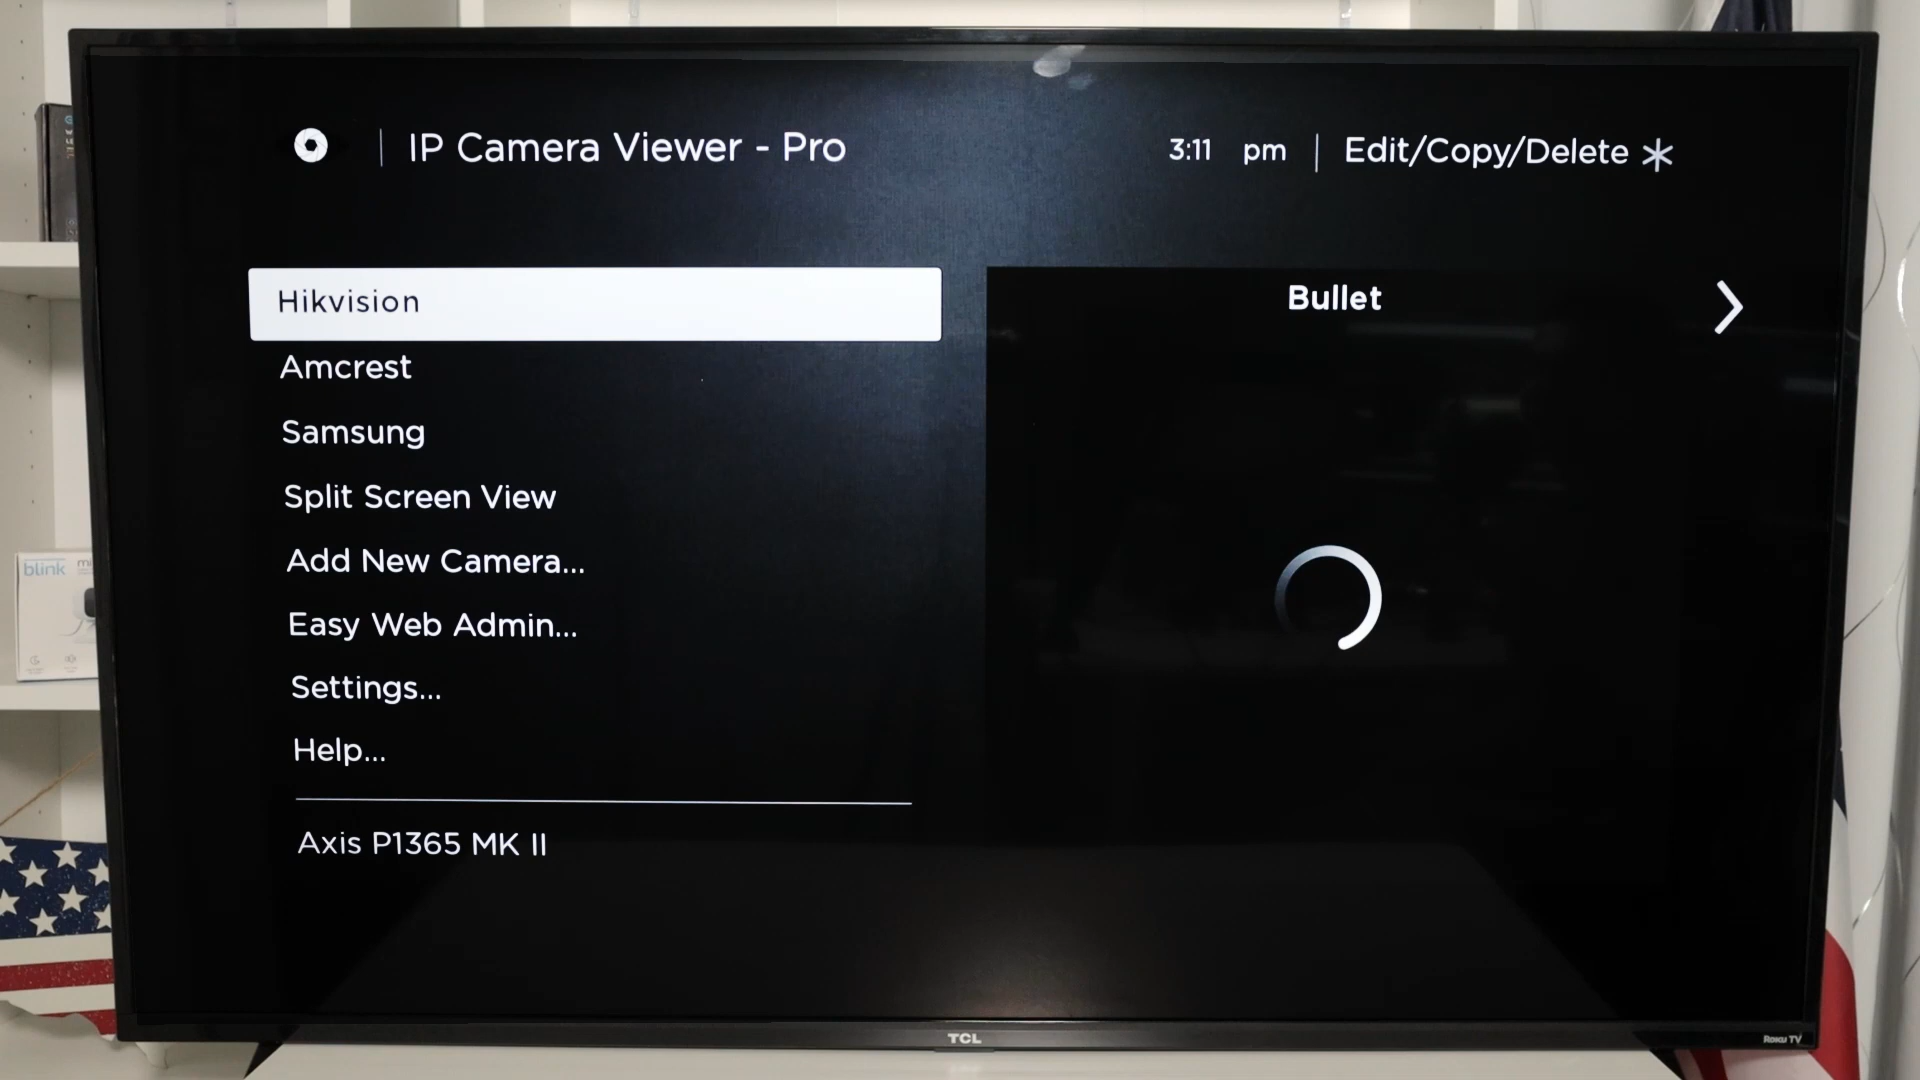 IP Camera Viewer - Pro
3:11 pm
Edit/Copy/Delete
Hikvision
Amcrest
Samsung
Split Screen View
Add New Camera...
Easy Web Admin...
Settings...
Help...
Axis P1365 MK II
Bullet
blink
TCL
Roku TV